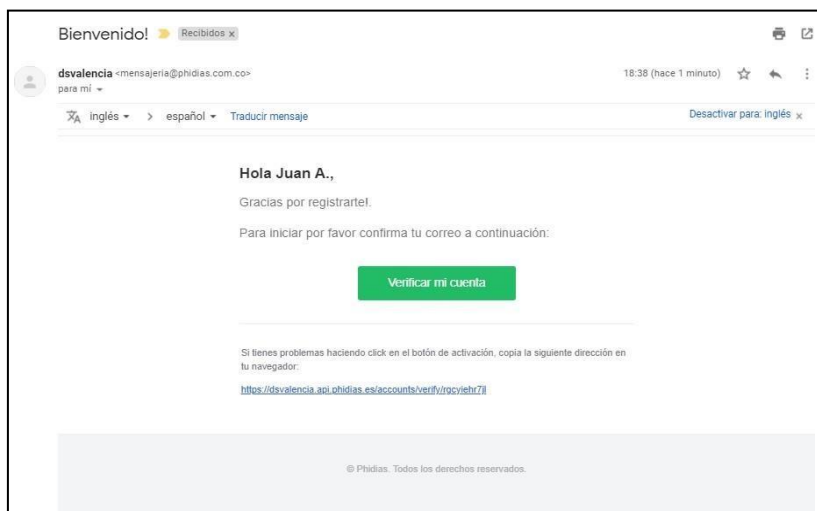 Bienvenido! Recibidos x
dsvalencia <mensajeria@phidias.com.co>
18:38 (hace 1 minuto)
para mí
inglés > español Traducir mensaje
Desactivar para: inglés x
Hola Juan A.,
Gracias por registrarte!.
Para iniciar por favor confirma tu correo a continuación:
Verificar mi cuenta
Si tienes problemas haciendo click en el botón de activación, copía la siguiente dirección en
tu navegador:
https://dsvalencia.api.phidias.es/accounts/verify/
© Phidias. Todos los derechos reservados.